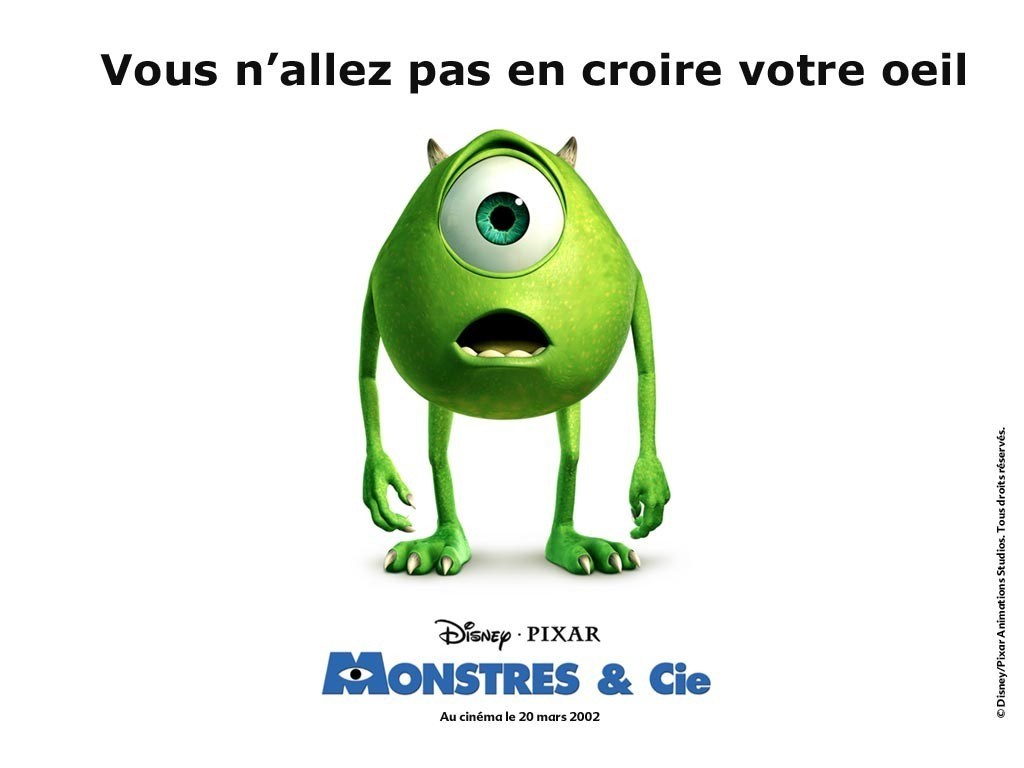 Vous n’allez pas en croire votre oeil
DISNEY · PIXAR
MONSTRES & Cie
Au cinéma le 20 mars 2002
© Disney/Pixar Animations Studios. Tous droits réservés.